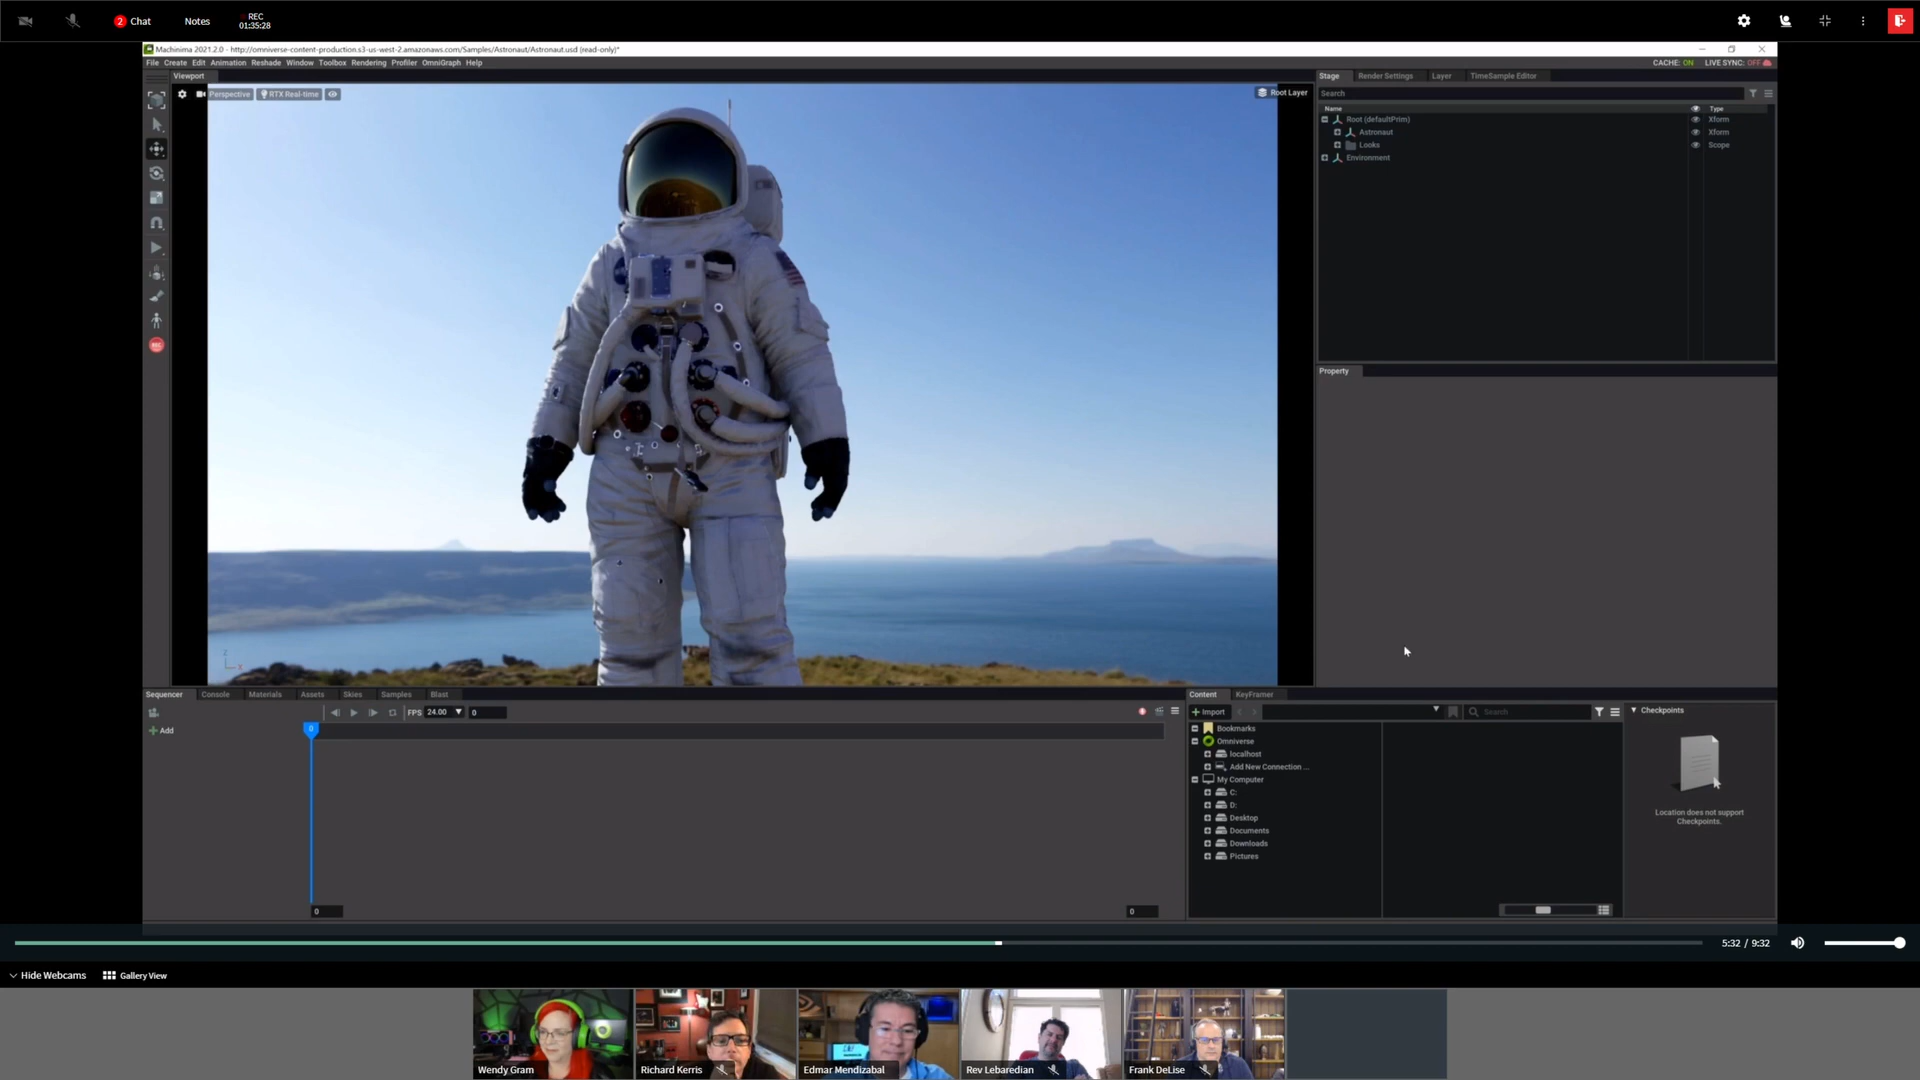 2 Chat
Notes
REC
01:35:28
Machinima 2021.2.0 - http://omniverse-content-production.s3-us-west-2.amazonaws.com/Samples/Astronaut/Astronaut.usd (read-only)*
File Create Edit Animation Reshade Window Toolbox Rendering Profiler OmniGraph Help
CACHE: ON LIVE SYNC: OFF
Viewport
Perspective
RTX Real-time
Root Layer
Stage Render Settings Layer TimeSample Editor
Search
Name Type
Root (defaultPrim) Xform
Astronaut Xform
Looks Scope
Environment
Property
REC
Z
X
Sequencer Console Materials Assets Skies Samples Blast
FPS 24.00 0
Add
0
0
0
Content KeyFramer
Import
Search
Bookmarks
Omniverse
localhost
Add New Connection ...
My Computer
C:
D:
Desktop
Documents
Downloads
Pictures
Checkpoints
Location does not support
Checkpoints.
5:32 / 9:32
Hide Webcams
Gallery View
Wendy Gram
Richard Kerris
Edmar Mendizabal
Rev Lebaredian
Frank DeLise